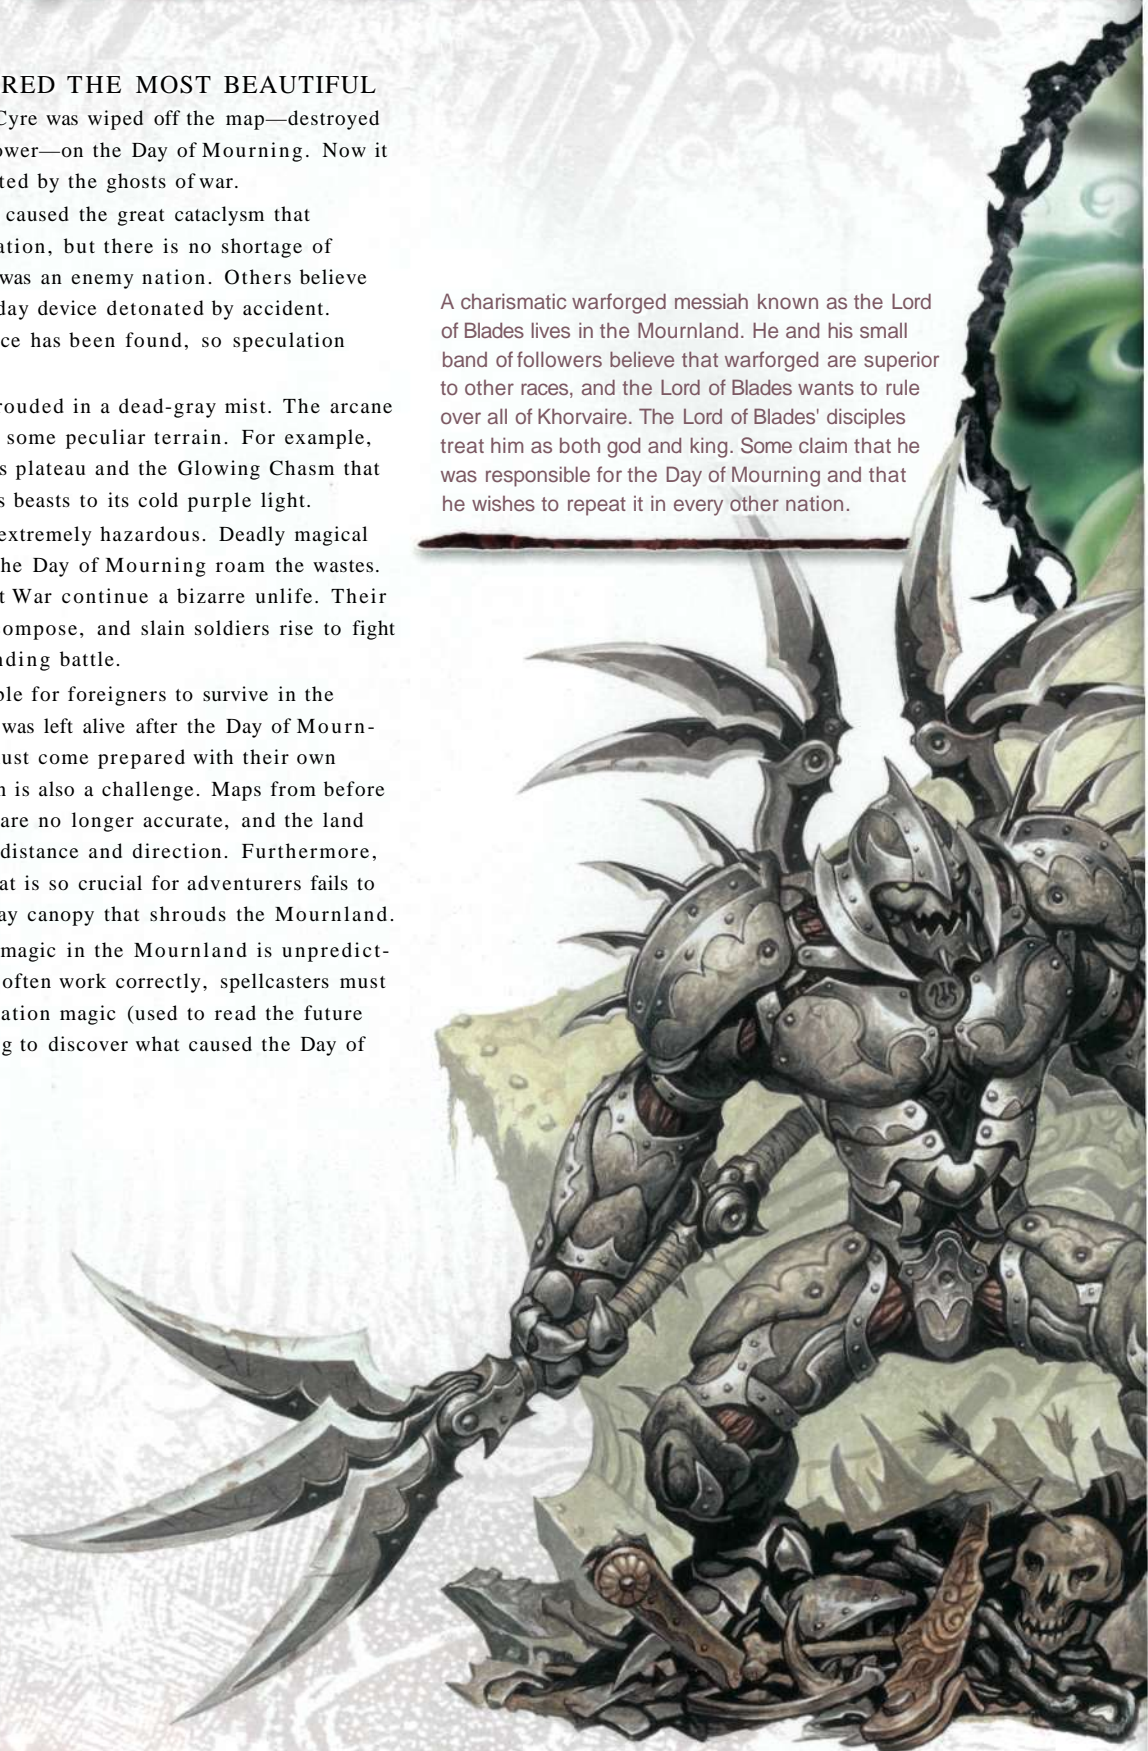 RED THE MOST BEAUTIFUL
Cyre was wiped off the map—destroyed
ower—on the Day of Mourning. Now it
ted by the ghosts of war.
caused the great cataclysm that
ation, but there is no shortage of
was an enemy nation. Others believe
day device detonated by accident.
ce has been found, so speculation
rouded in a dead-gray mist. The arcane
some peculiar terrain. For example,
s plateau and the Glowing Chasm that
s beasts to its cold purple light.
extremely hazardous. Deadly magical
he Day of Mourning roam the wastes.
t War continue a bizarre unlife. Their
ompose, and slain soldiers rise to fight
nding battle.
ble for foreigners to survive in the
was left alive after the Day of Mourn-
ust come prepared with their own
n is also a challenge. Maps from before
are no longer accurate, and the land
distance and direction. Furthermore,
at is so crucial for adventurers fails to
ay canopy that shrouds the Mournland.
magic in the Mournland is unpredict-
often work correctly, spellcasters must
ation magic (used to read the future
g to discover what caused the Day of
A charismatic warforged messiah known as the Lord
of Blades lives in the Mournland. He and his small
band of followers believe that warforged are superior
to other races, and the Lord of Blades wants to rule
over all of Khorvaire. The Lord of Blades' disciples
treat him as both god and king. Some claim that he
was responsible for the Day of Mourning and that
he wishes to repeat it in every other nation.